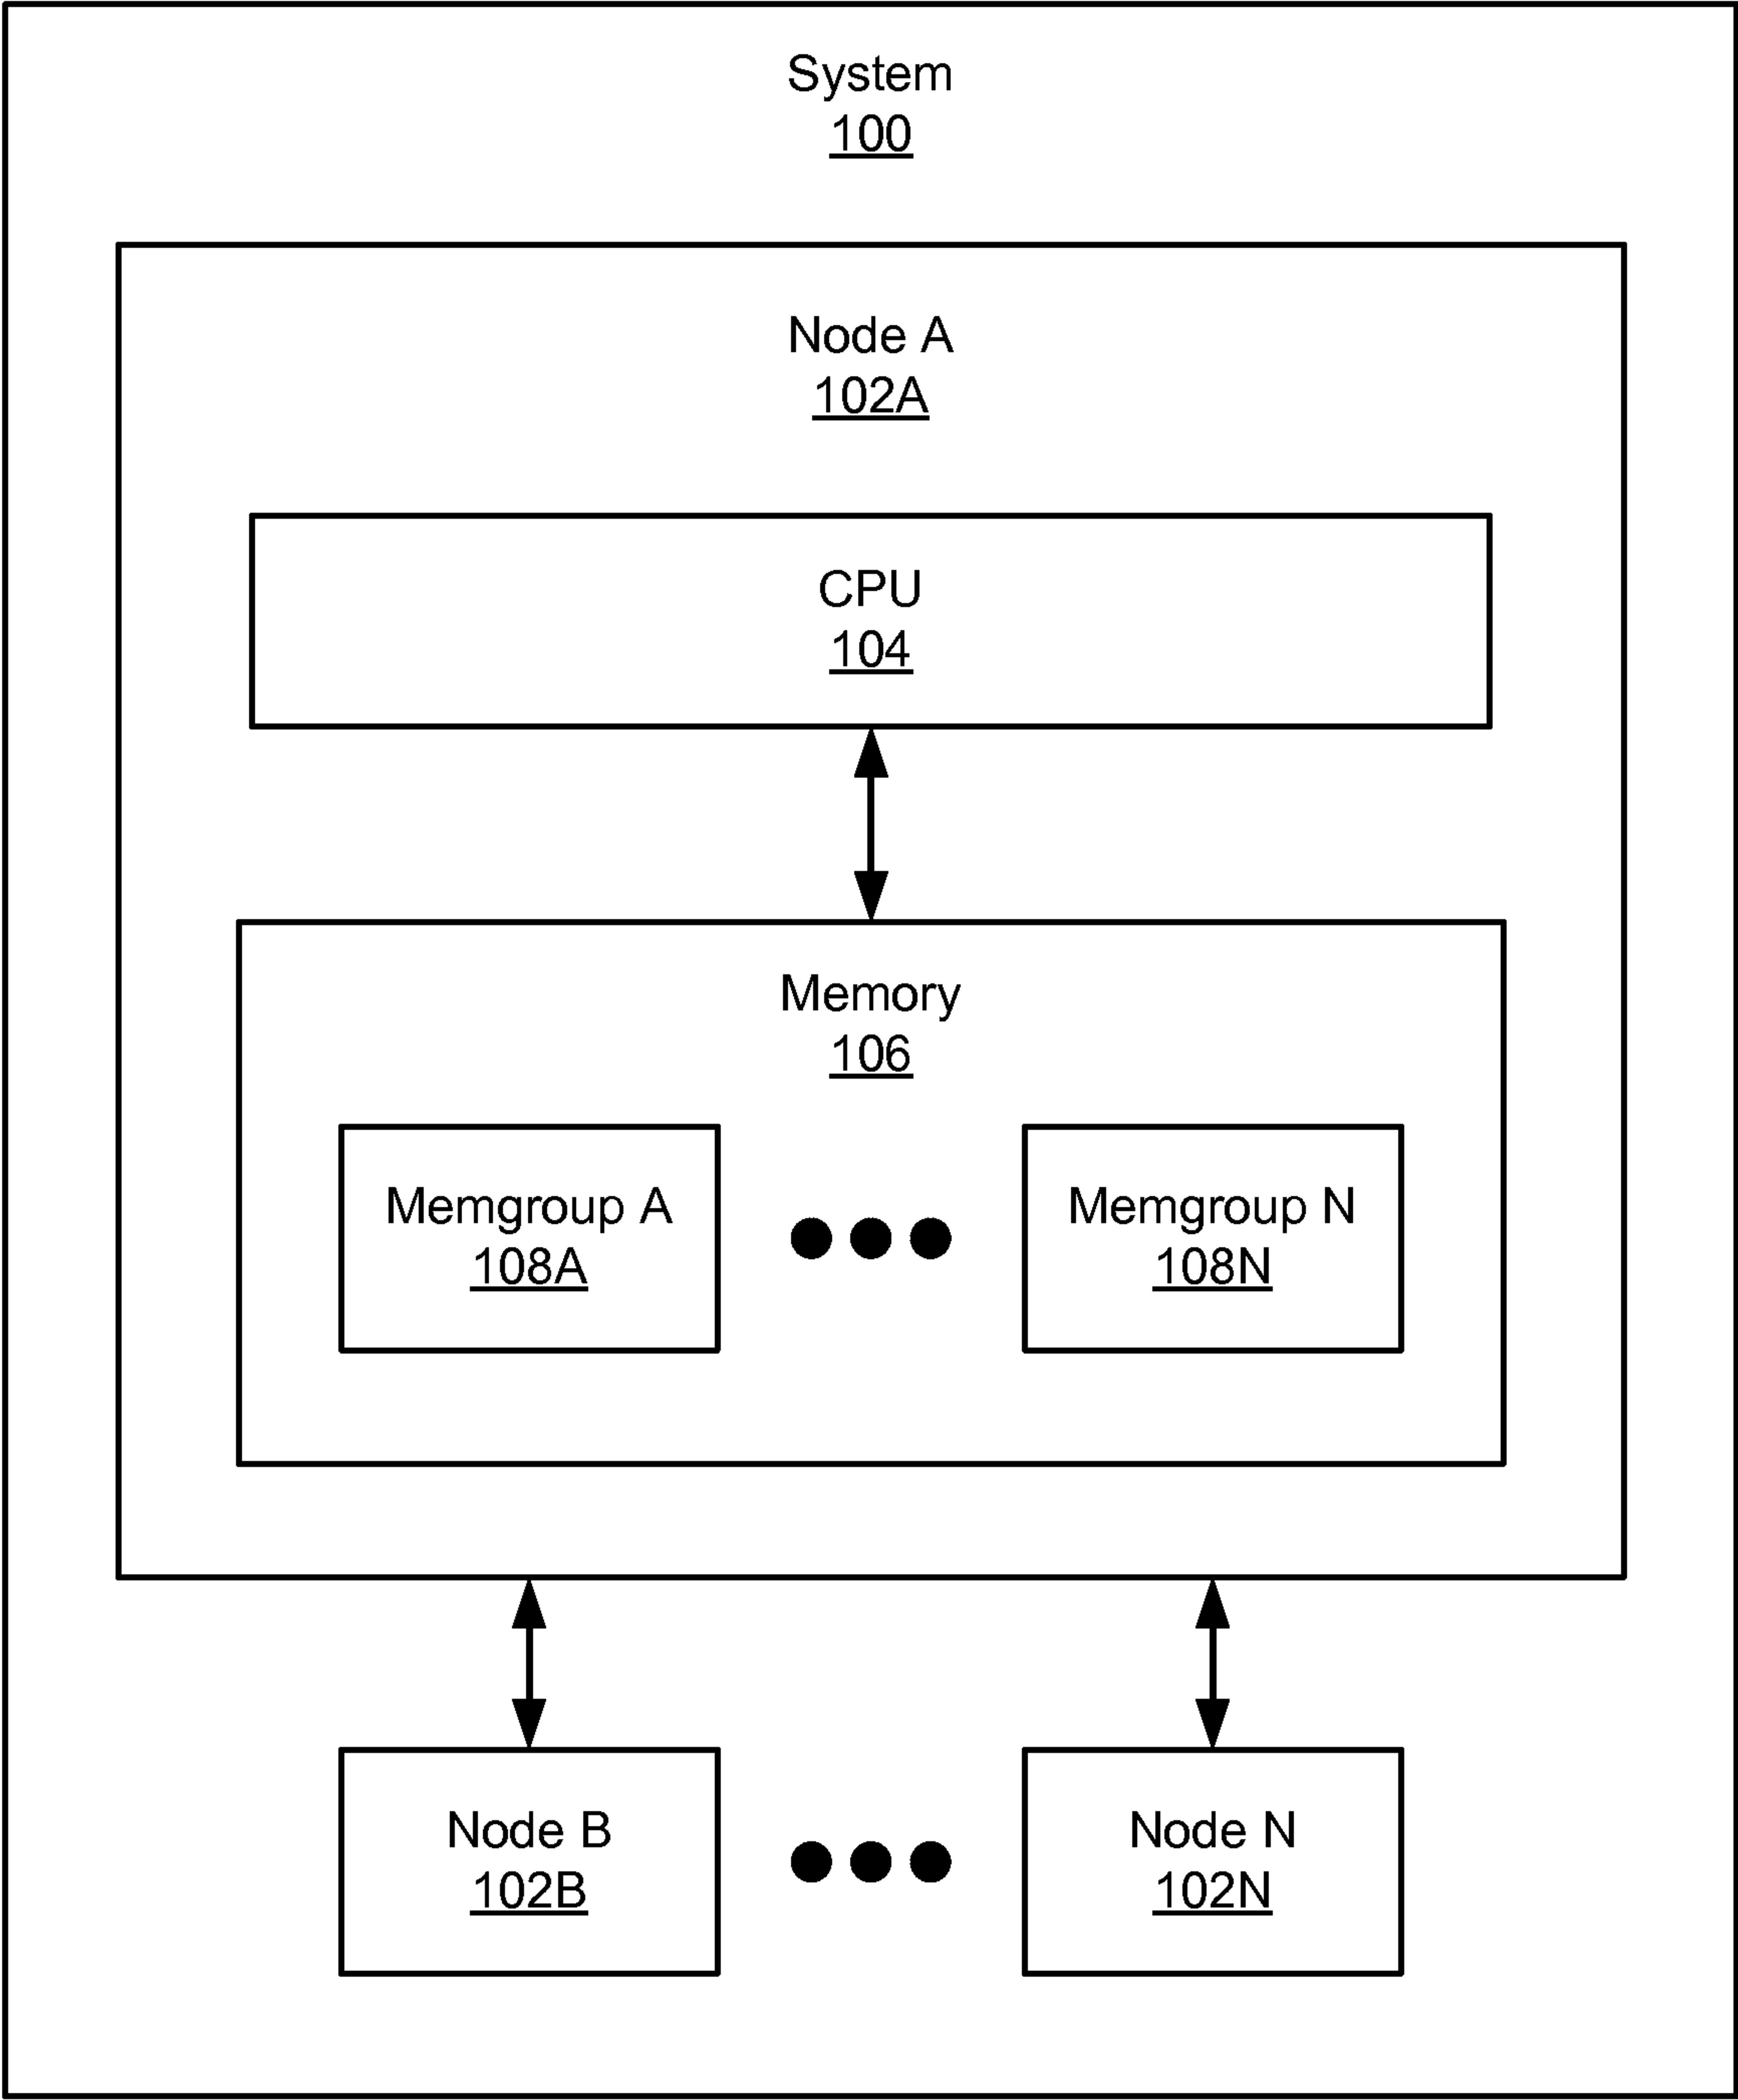 System
100
Node A
102A
CPU
104
Memory
106
Memgroup A
108A
Memgroup N
108N
Node B
102B
Node N
102N